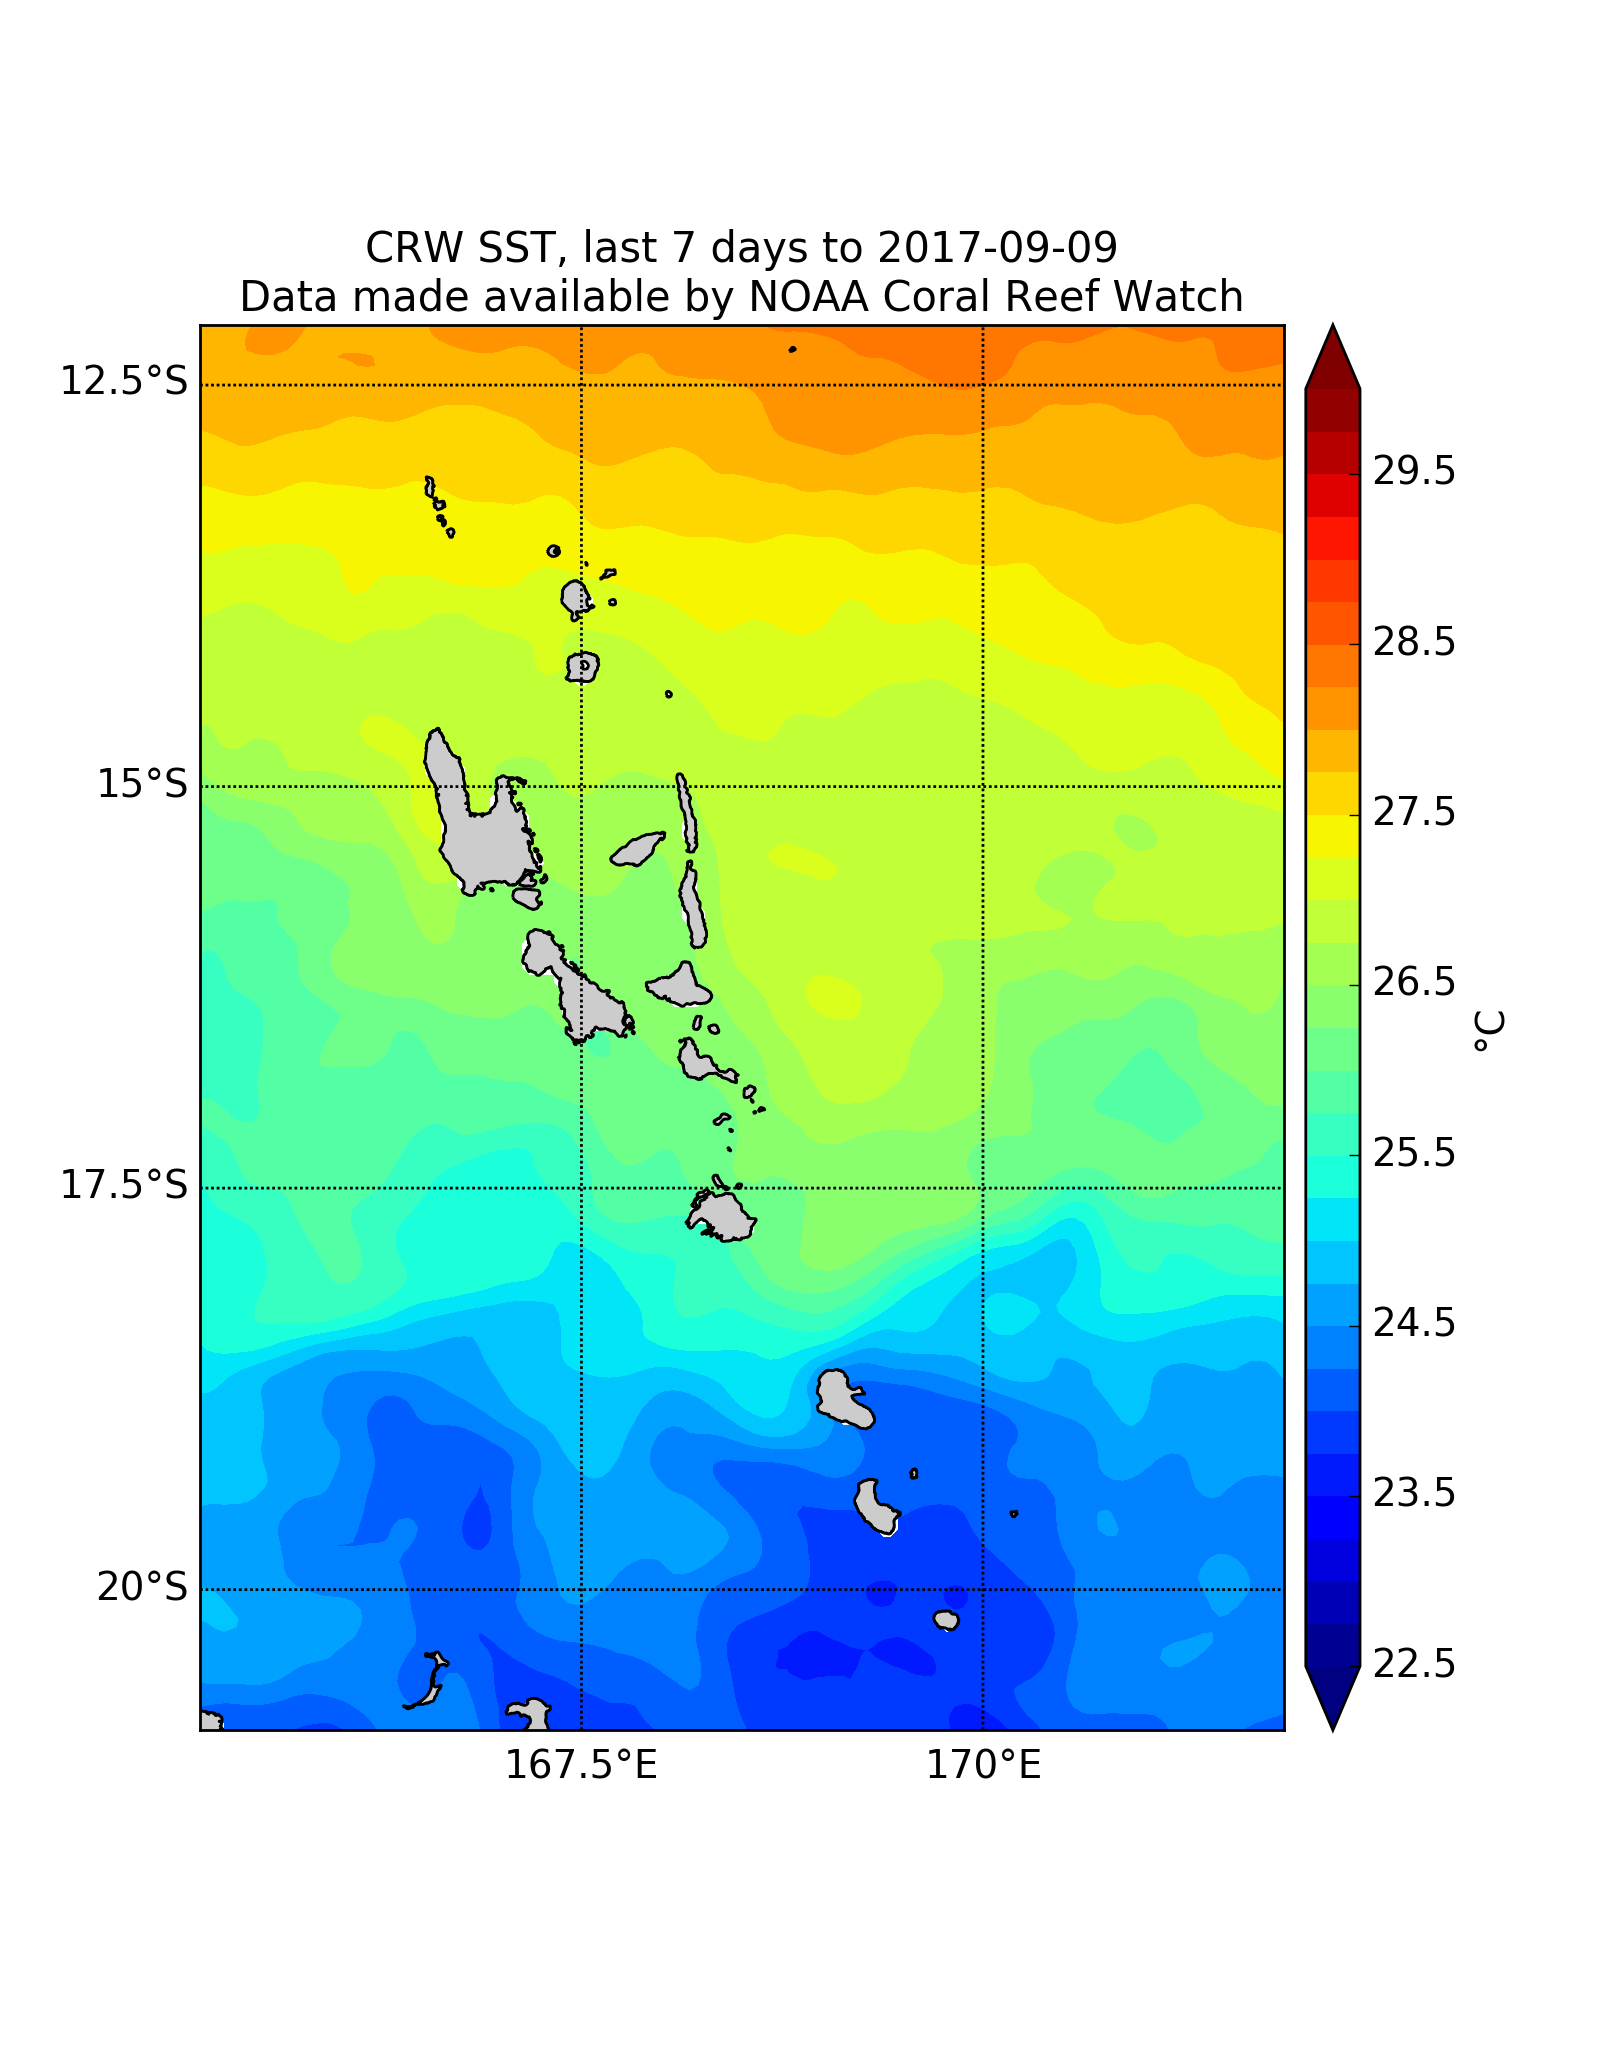 CRW SST, last 7 days to 2017-09-09
Data made available by NOAA Coral Reef Watch
12.5°S
15°S
17.5°S
20°S
167.5°E
170°E
29.5
28.5
27.5
26.5
25.5
24.5
23.5
22.5
°C